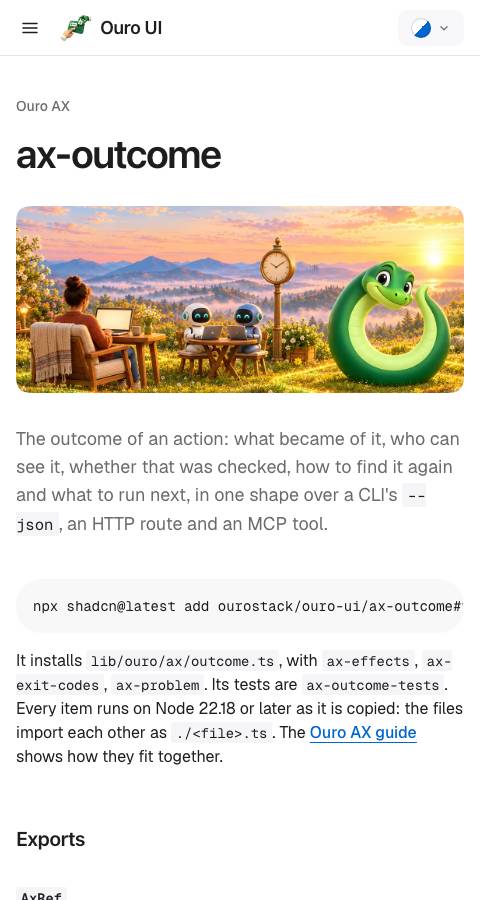 Ouro UI
Ouro AX
ax-outcome
The outcome of an action: what became of it, who can
see it, whether that was checked, how to find it again
and what to run next, in one shape over a CLI's --
json, an HTTP route and an MCP tool.
npx shadcn@latest add ourostack/ouro-ui/ax-outcome#
It installs lib/ouro/ax/outcome.ts, with ax-effects, ax-
exit-codes, ax-problem. Its tests are ax-outcome-tests.
Every item runs on Node 22.18 or later as it is copied: the files
import each other as ./<file>.ts. The Ouro AX guide
shows how they fit together.
Exports
AxRef